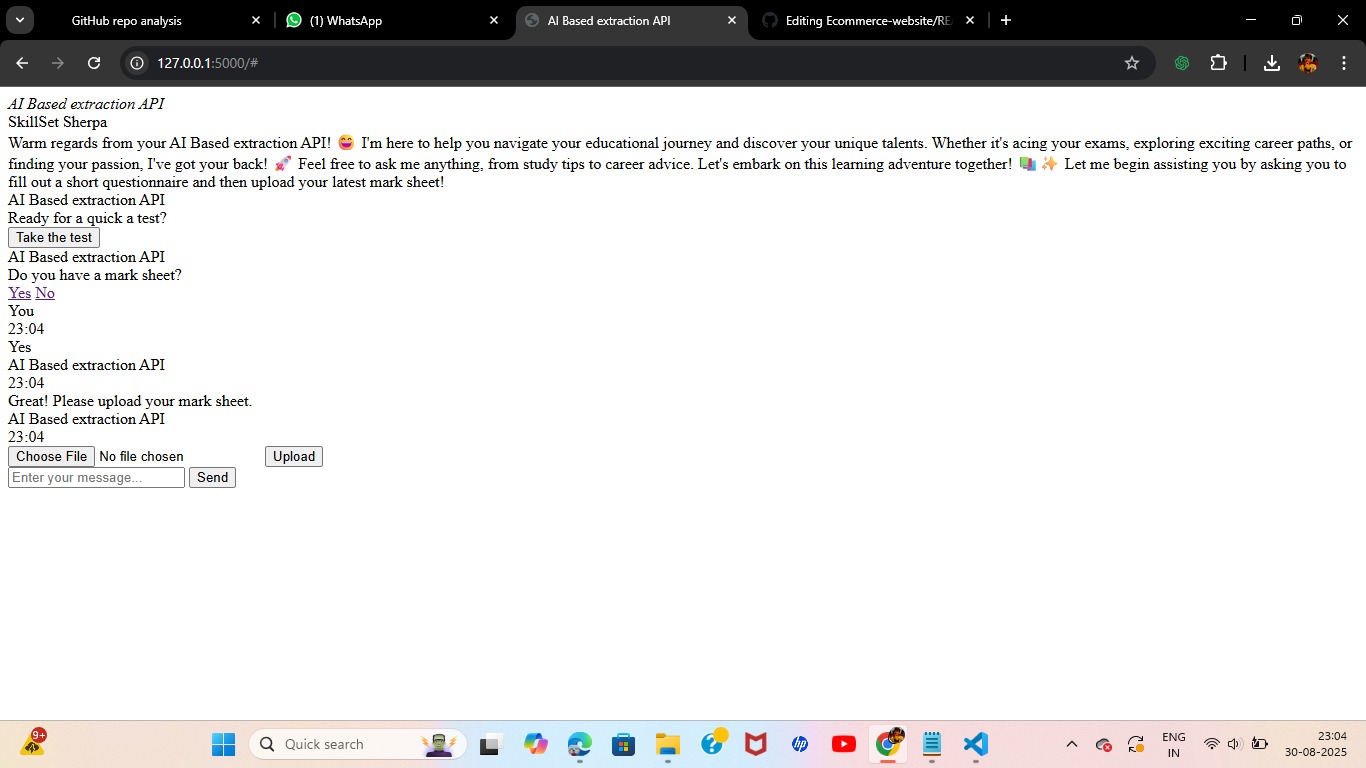 GitHub repo analysis
(1) WhatsApp
AI Based extraction API
Editing Ecommerce-website/RE
127.0.0.1:5000/#
AI Based extraction API
SkillSet Sherpa
Warm regards from your AI Based extraction API! 😄 I'm here to help you navigate your educational journey and discover your unique talents. Whether it's acing your exams, exploring exciting career paths, or
finding your passion, I've got your back! 🚀 Feel free to ask me anything, from study tips to career advice. Let's embark on this learning adventure together! 📚 ✨ Let me begin assisting you by asking you to
fill out a short questionnaire and then upload your latest mark sheet!
AI Based extraction API
Ready for a quick a test?
Take the test
AI Based extraction API
Do you have a mark sheet?
Yes No
You
23:04
Yes
AI Based extraction API
23:04
Great! Please upload your mark sheet.
AI Based extraction API
23:04
Choose File No file chosen Upload
Enter your message... Send
9+
Quick search
hp
ENG
IN
23:04
30-08-2025